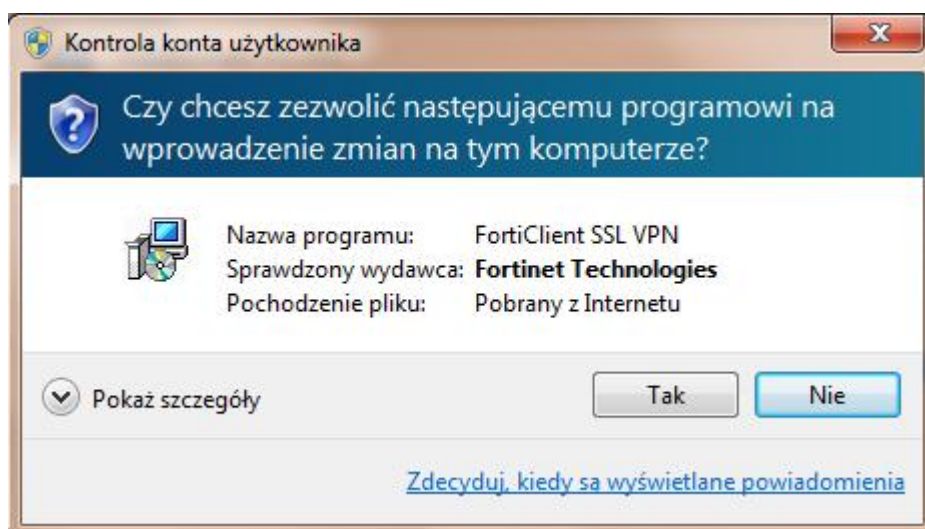 Kontrola konta użytkownika
Czy chcesz zezwolić następującemu programowi na
wprowadzenie zmian na tym komputerze?
Nazwa programu: FortiClient SSL VPN
Sprawdzony wydawca: Fortinet Technologies
Pochodzenie pliku: Pobrany z Internetu
Pokaż szczegóły Tak Nie
Zdecyduj, kiedy są wyświetlane powiadomienia